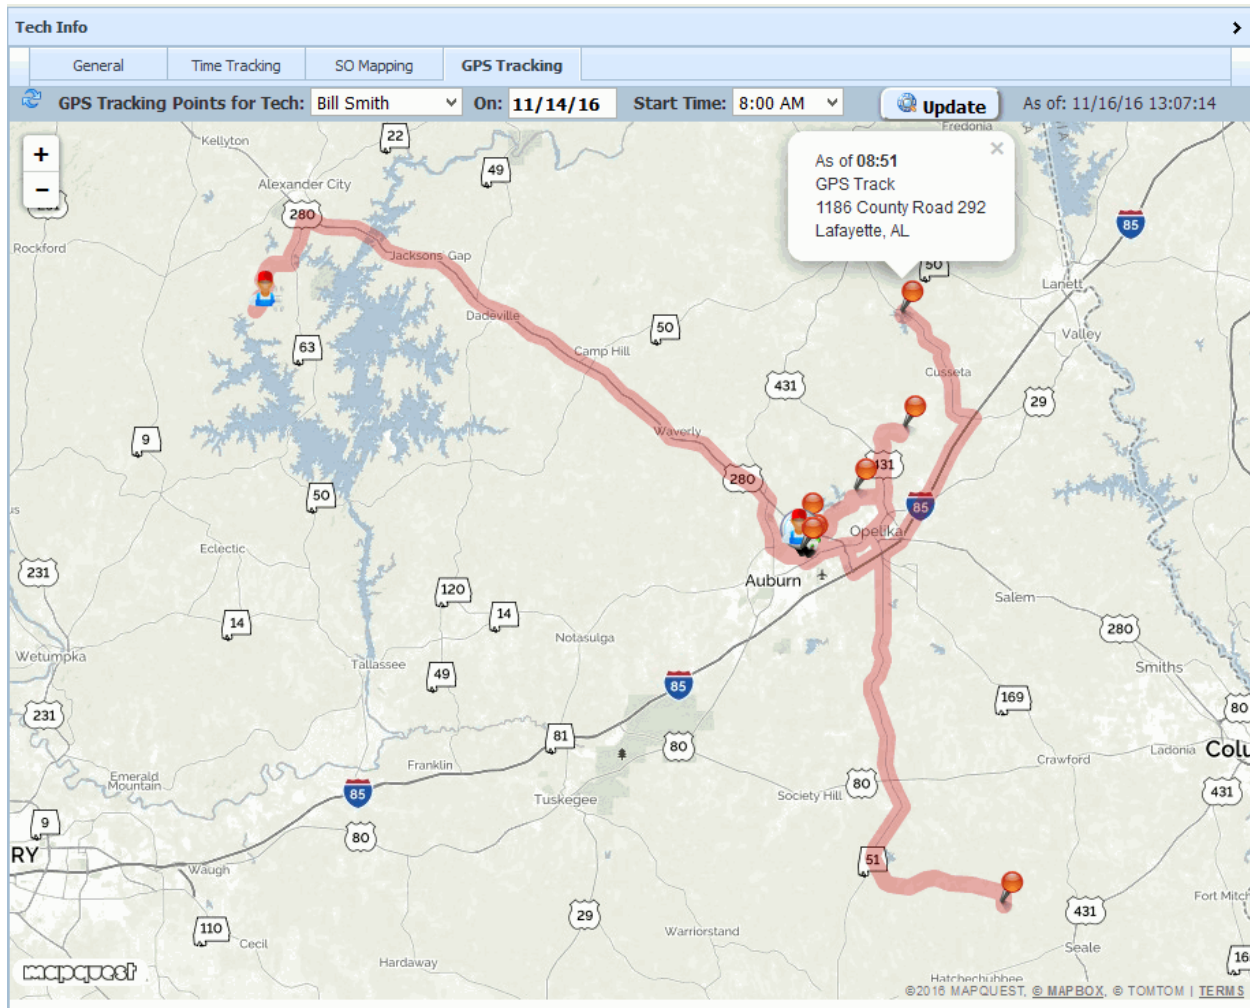 Tech Info
General
Time Tracking
SO Mapping
GPS Tracking
GPS Tracking Points for Tech: Bill Smith On: 11/14/16 Start Time: 8:00 AM Update As of: 11/16/16 13:07:14
+
−
Kellyton
22
Fredonia
49
As of 08:51
GPS Track
1186 County Road 292
Lafayette, AL
Alexander City
280
85
Rockford
Jacksons Gap
50
Lanett
Dadeville
50
Valley
63
Camp Hill
Cusseta
431
29
9
Waverly
431
280
50
85
us
Opelika
Eclectic
231
Auburn
120
Salem
14
14
280
Notasulga
Wetumpka
Tallassee
Smiths
49
85
169
231
80
81
80
Colu
Ladonia
Crawford
Franklin
Emerald
Mountain
85
80
431
Society Hill
Tuskegee
9
80
RY
51
Waugh
Fort Mitch
29
431
110
Warriorstand
Cecil
Seale
16
Hardaway
mapquest
Hatchechubbee
©2016 MAPQUEST, © MAPBOX, © TOMTOM | TERMS